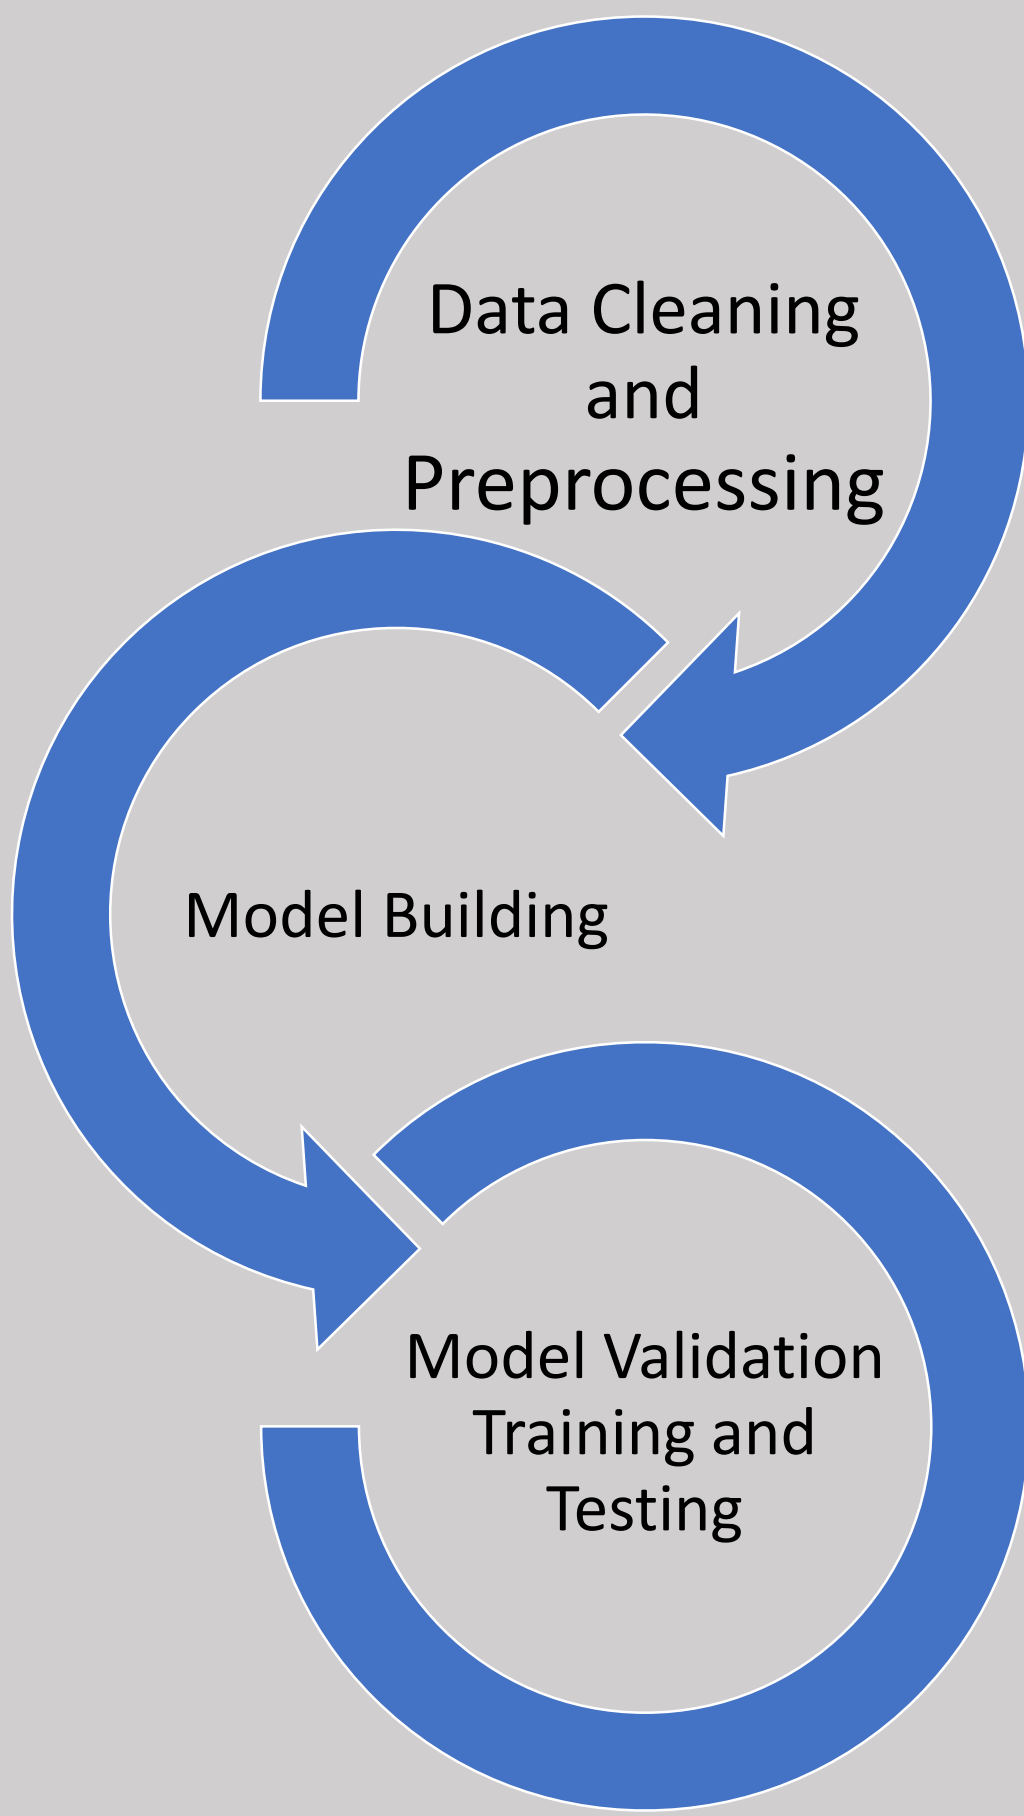 Data Cleaning
and
Preprocessing
Model Building
Model Validation
Training and
Testing